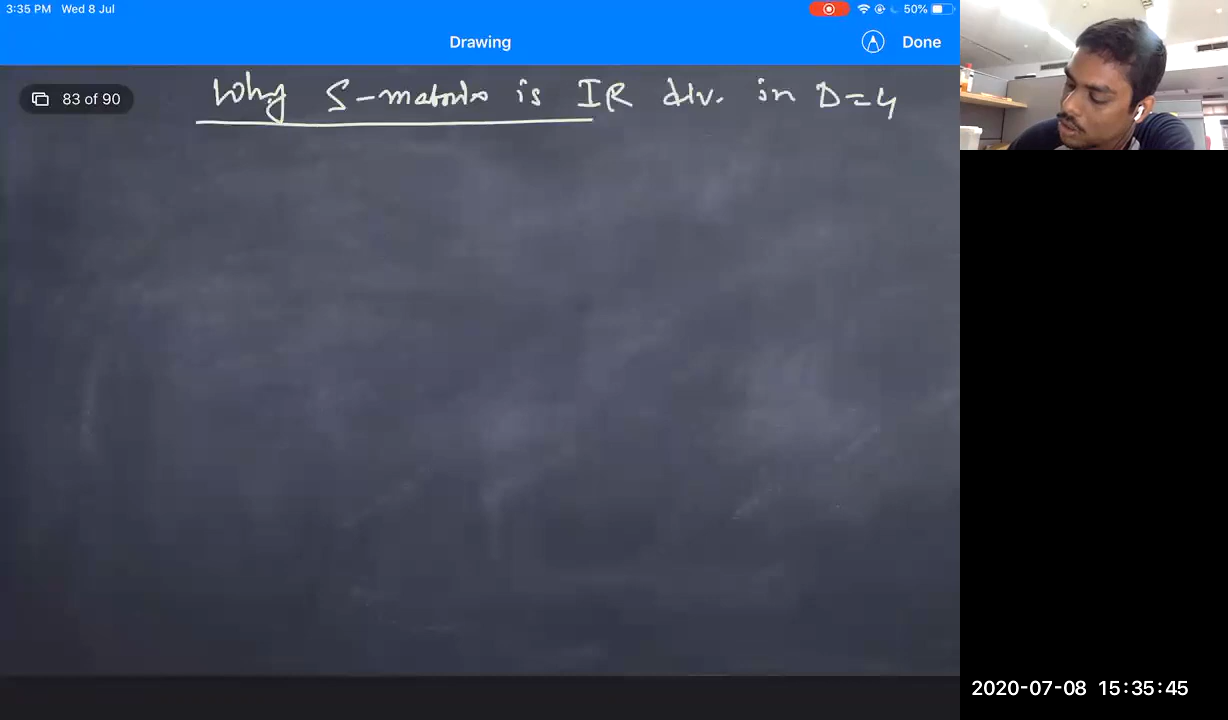 3:35 PM Wed 8 Jul 50%
Drawing Done
83 of 90
Why S-matrix is IR div. in D=4
2020-07-08 15:35:45